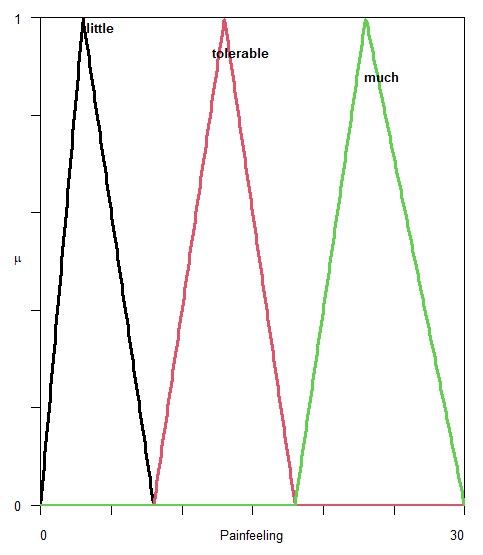 1
little
tolerable
much
μ
0
0 Painfeeling 30